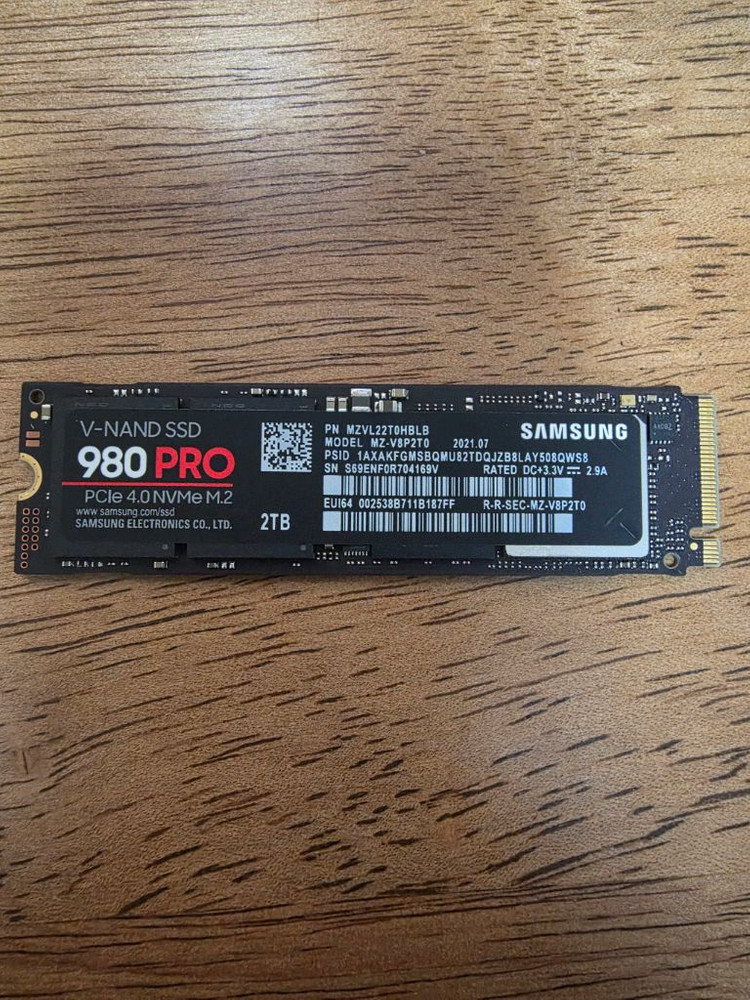 V-NAND SSD
980 PRO
PCIe 4.0 NVMe M.2
www.samsung.com/ssd
SAMSUNG ELECTRONICS CO., LTD.
2TB
PN MZVL22T0HBLB
MODEL MZ-V8P2T0 2021.07
PSID 1AXAKFGMSBQMU82TDQJZB8LAY508QWS8
SN S69ENF0R704169V RATED DC+3.3V ⎓ 2.9A
EUI64 002538B711B187FF R-R-SEC-MZ-V8P2T0
SAMSUNG